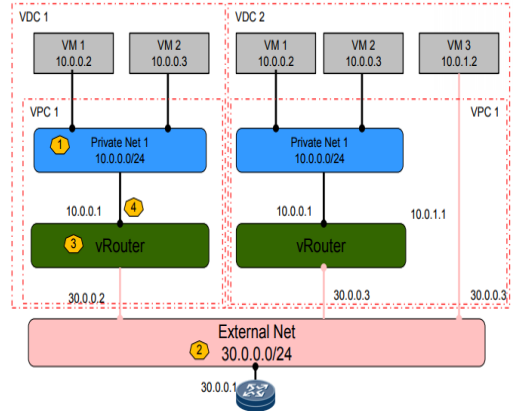 VDC 1
VDC 2
VM 1
10.0.0.2
VM 2
10.0.0.3
VM 1
10.0.0.2
VM 2
10.0.0.3
VM 3
10.0.1.2
VPC 1
VPC 1
1
Private Net 1
10.0.0.0/24
Private Net 1
10.0.0.0/24
10.0.0.1
4
10.0.0.1
10.0.1.1
3
vRouter
vRouter
30.0.0.2
30.0.0.3
30.0.0.3
External Net
2
30.0.0.0/24
30.0.0.1